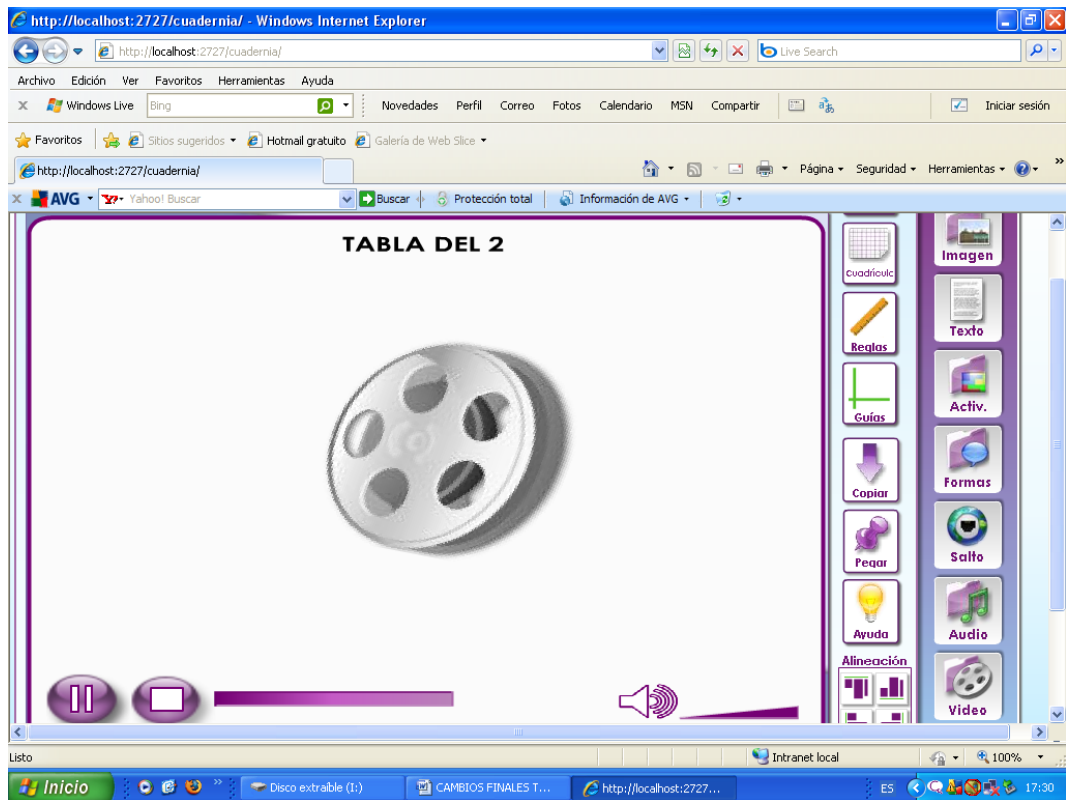 http://localhost:2727/cuadernia/ - Windows Internet Explorer
http://localhost:2727/cuadernia/
Live Search
Archivo Edición Ver Favoritos Herramientas Ayuda
x Windows Live Bing Novedades Perfil Correo Fotos Calendario MSN Compartir Iniciar sesión
Favoritos Sitios sugeridos Hotmail gratuito Galería de Web Slice
http://localhost:2727/cuadernia/ Página Seguridad Herramientas »
x AVG Y! Yahoo! Buscar Buscar Protección total Información de AVG
TABLA DEL 2
Cuadrícula
Reglas
Guías
Copiar
Pegar
Ayuda
Alineación
Imagen
Texto
Activ.
Formas
Salto
Audio
Video
Listo Intranet local 100%
Inicio » Disco extraíble (I:) CAMBIOS FINALES T... http://localhost:2727... ES 17:30